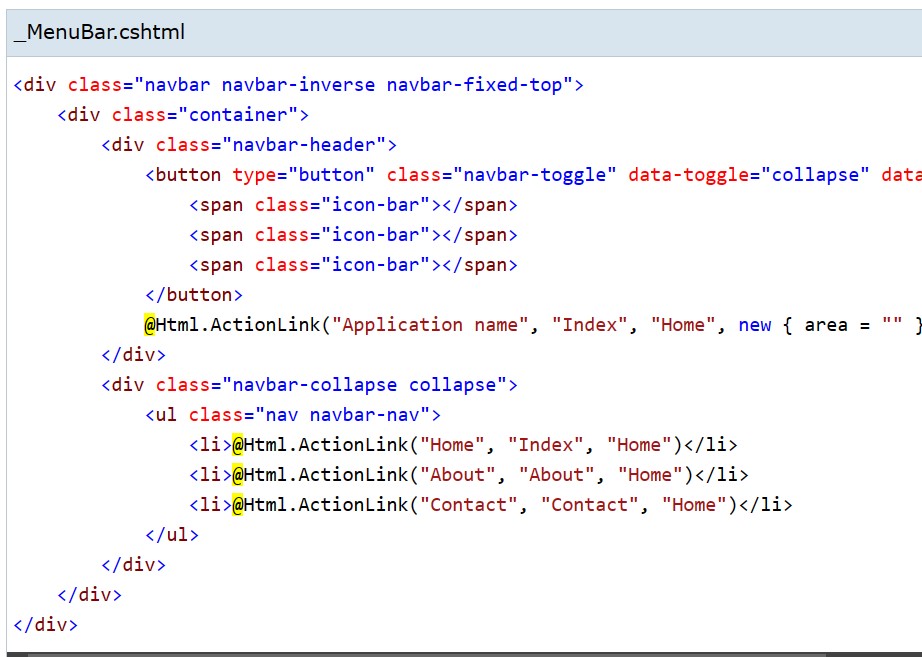 _MenuBar.cshtml
<div class="navbar navbar-inverse navbar-fixed-top">
<div class="container">
<div class="navbar-header">
<button type="button" class="navbar-toggle" data-toggle="collapse" data
<span class="icon-bar"></span>
<span class="icon-bar"></span>
<span class="icon-bar"></span>
</button>
@Html.ActionLink("Application name", "Index", "Home", new { area = "" }
</div>
<div class="navbar-collapse collapse">
<ul class="nav navbar-nav">
<li>@Html.ActionLink("Home", "Index", "Home")</li>
<li>@Html.ActionLink("About", "About", "Home")</li>
<li>@Html.ActionLink("Contact", "Contact", "Home")</li>
</ul>
</div>
</div>
</div>